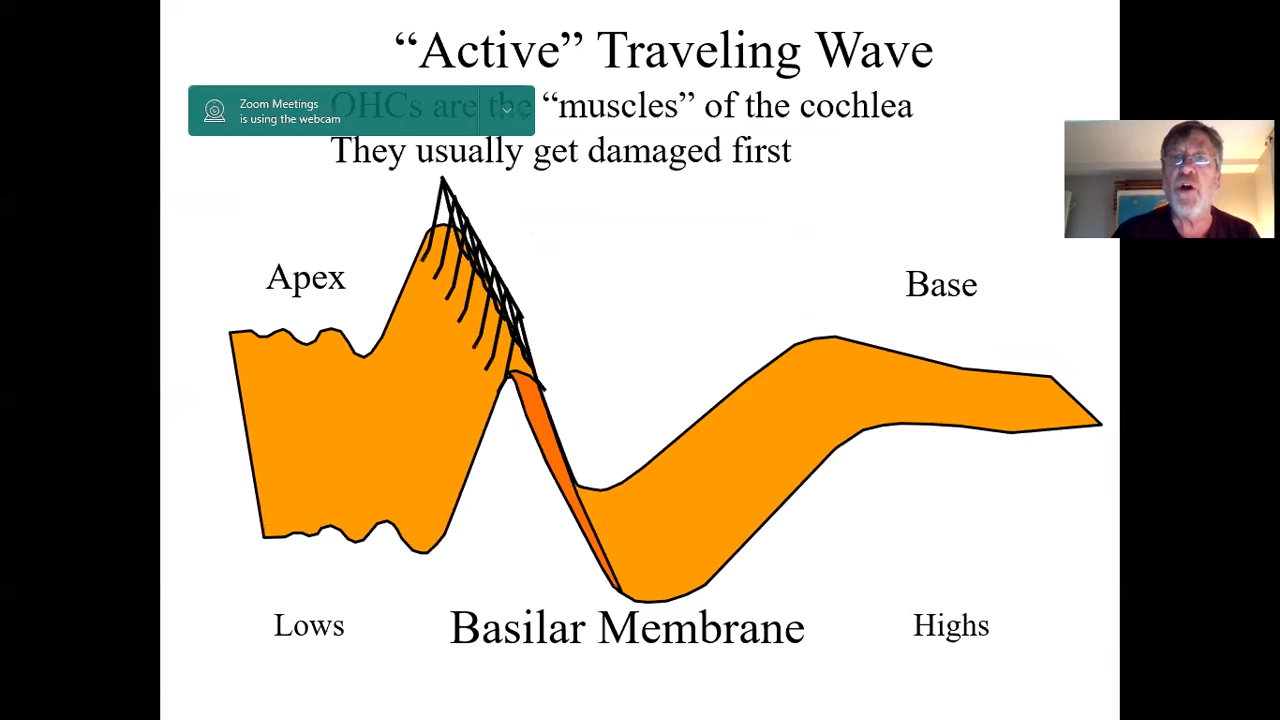 “Active” Traveling Wave
OHCs are the “muscles” of the cochlea
Zoom Meetings
is using the webcam
They usually get damaged first
Apex
Base
Lows
Basilar Membrane
Highs